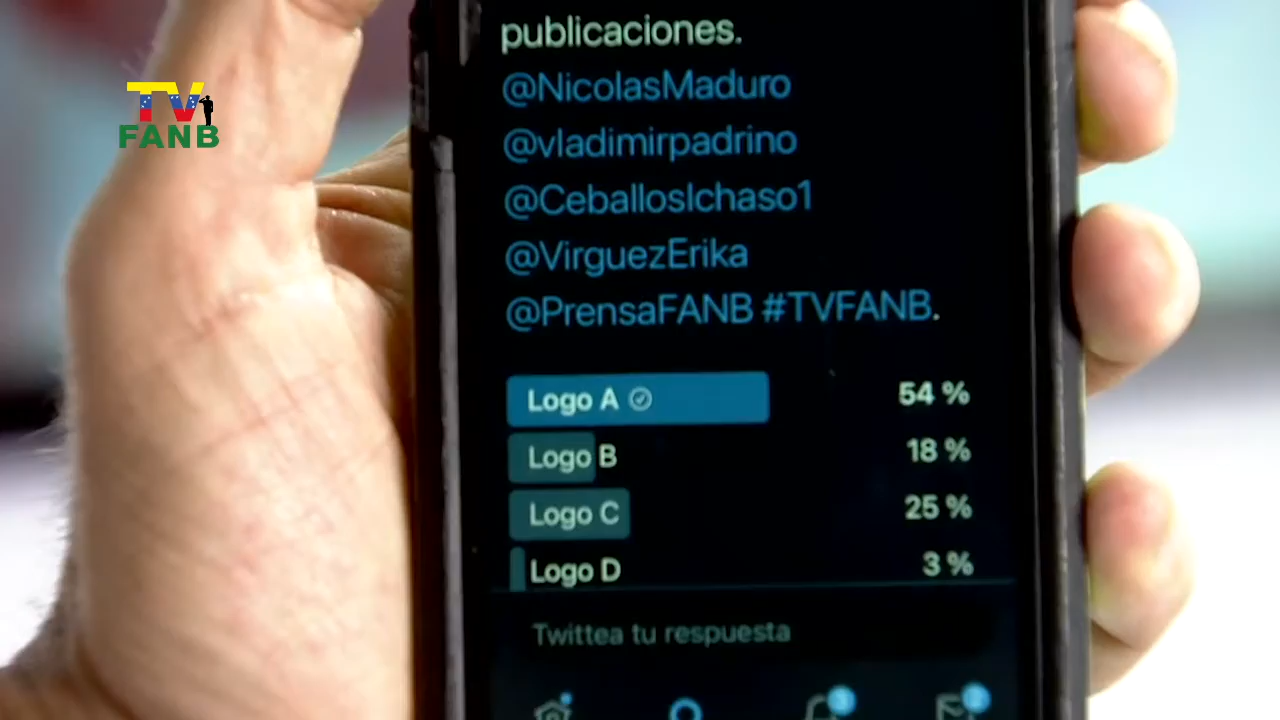 TV
FANB
publicaciones.
@NicolasMaduro
@vladimirpadrino
@CeballosIchaso1
@VirguezErika
@PrensaFANB #TVFANB.
Logo A 54 %
Logo B 18 %
Logo C 25 %
Logo D 3 %
Twittea tu respuesta